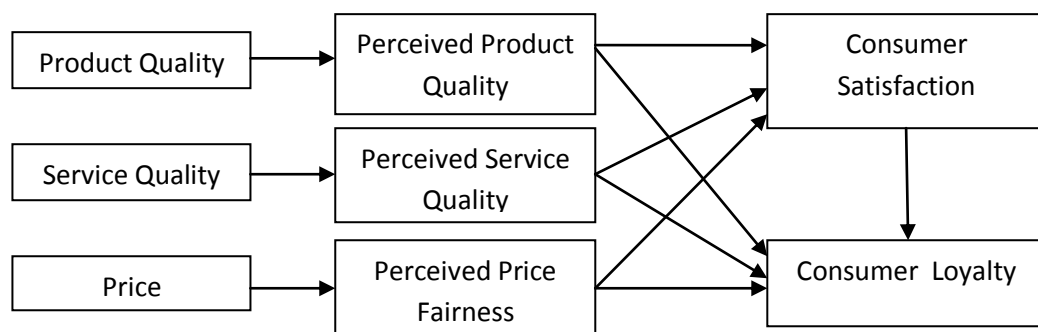 Product Quality
Perceived Product
Quality
Consumer
Satisfaction
Service Quality
Perceived Service
Quality
Price
Perceived Price
Fairness
Consumer Loyalty